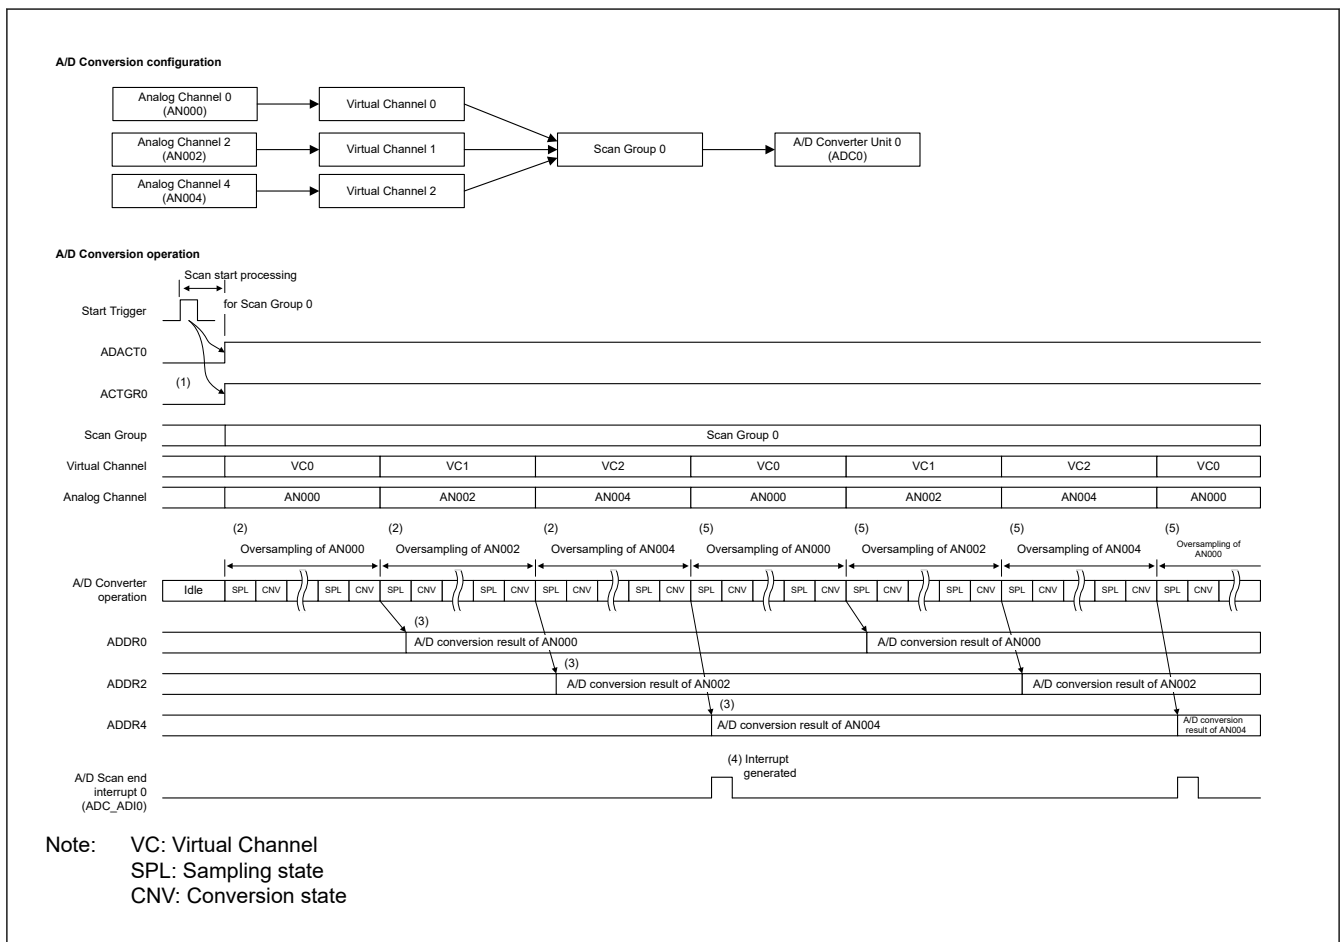 A/D Conversion configuration
Analog Channel 0
(AN000)
Virtual Channel 0
Analog Channel 2
(AN002)
Virtual Channel 1
Scan Group 0
A/D Converter Unit 0
(ADC0)
Analog Channel 4
(AN004)
Virtual Channel 2
A/D Conversion operation
Scan start processing
for Scan Group 0
Start Trigger
ADACT0
(1)
ACTGR0
Scan Group
Scan Group 0
Virtual Channel
VC0 VC1 VC2 VC0 VC1 VC2 VC0
Analog Channel
AN000 AN002 AN004 AN000 AN002 AN004 AN000
(2) (2) (2) (5) (5) (5) (5)
Oversampling of AN000 Oversampling of AN002 Oversampling of AN004 Oversampling of AN000 Oversampling of AN002 Oversampling of AN004
Oversampling of
AN000
A/D Converter
operation
Idle SPL CNV SPL CNV SPL CNV SPL CNV SPL CNV SPL CNV SPL CNV SPL CNV SPL CNV SPL CNV SPL CNV SPL CNV SPL CNV
(3)
ADDR0
A/D conversion result of AN000 A/D conversion result of AN000
(3)
ADDR2
A/D conversion result of AN002 A/D conversion result of AN002
(3)
ADDR4
A/D conversion result of AN004
A/D conversion
result of AN004
(4) Interrupt
generated
A/D Scan end
interrupt 0
(ADC_ADI0)
Note: VC: Virtual Channel
SPL: Sampling state
CNV: Conversion state